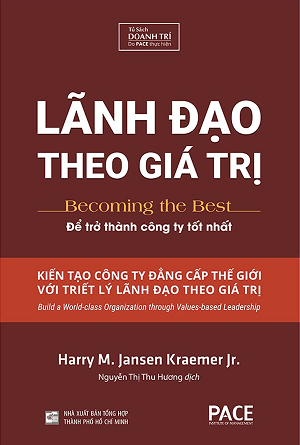 Tủ Sách
DOANH TRÍ
Do PACE thực hiện
LÃNH ĐẠO
THEO GIÁ TRỊ
Becoming the Best
Để trở thành công ty tốt nhất
KIẾN TẠO CÔNG TY ĐẲNG CẤP THẾ GIỚI
VỚI TRIẾT LÝ LÃNH ĐẠO THEO GIÁ TRỊ
Build a World-class Organization through Values-based Leadership
Harry M. Jansen Kraemer Jr.
Nguyễn Thị Thu Hương dịch
NHÀ XUẤT BẢN TỔNG HỢP
THÀNH PHỐ HỒ CHÍ MINH
PACE
INSTITUTE OF MANAGEMENT